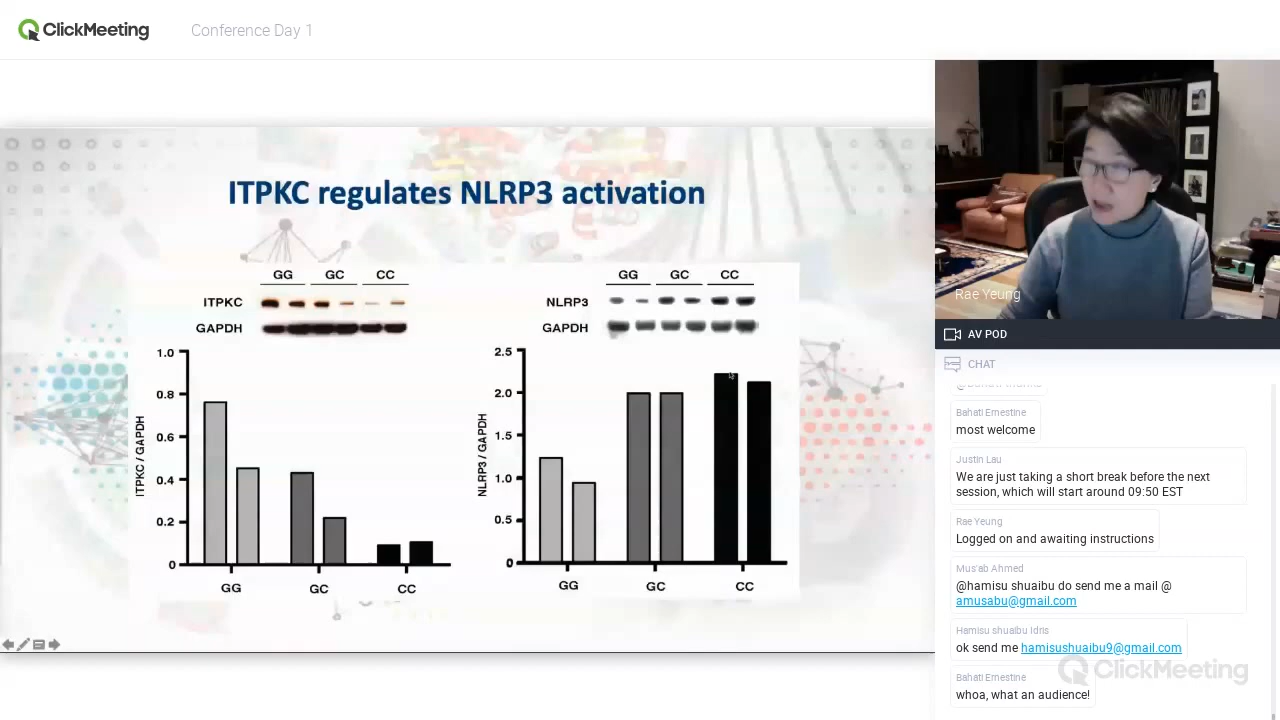 ClickMeeting
Conference Day 1
ITPKC regulates NLRP3 activation
GG GC CC
ITPKC
GAPDH
1.0
0.8
0.6
0.4
0.2
0
ITPKC / GAPDH
GG GC CC
GG GC CC
NLRP3
GAPDH
2.5
2.0
1.5
1.0
0.5
0
NLRP3 / GAPDH
GG GC CC
Rae Yeung
AV POD
CHAT
Bahati Ernestine
most welcome
Justin Lau
We are just taking a short break before the next
session, which will start around 09:50 EST
Rae Yeung
Logged on and awaiting instructions
Mus'ab Ahmed
@hamisu shuaibu do send me a mail @
amusabu@gmail.com
Hamisu shuaibu Idris
ok send me hamisushuaibu9@gmail.com
Bahati Ernestine
whoa, what an audience!
ClickMeeting